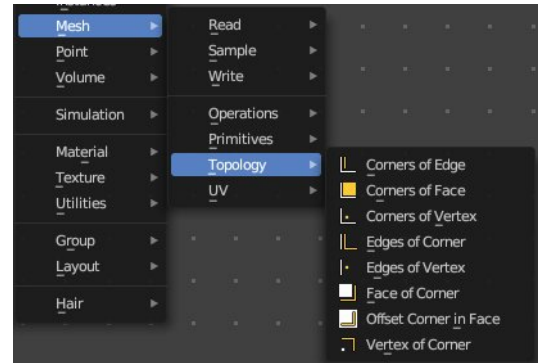 Instances
Mesh
Point
Volume
Simulation
Material
Texture
Utilities
Group
Layout
Hair
Read
Sample
Write
Operations
Primitives
Topology
UV
Corners of Edge
Corners of Face
Corners of Vertex
Edges of Corner
Edges of Vertex
Face of Corner
Offset Corner in Face
Vertex of Corner